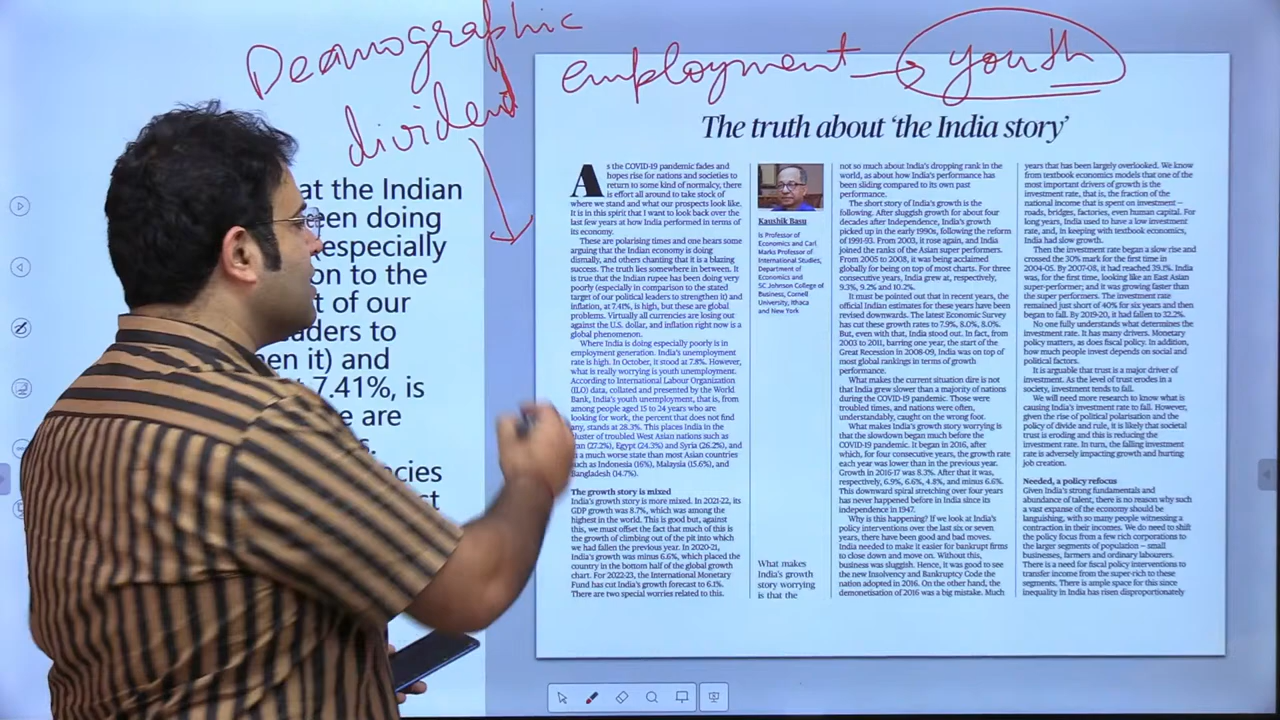 Deamographic
dividend
employment → youth
at the Indian
een doing
especially
on to the
t of our
eaders to
en it) and
7.41%, is
e are
cies
st
The truth about 'the India story'
As the COVID-19 pandemic fades and
hopes rise for nations and societies to
return to some kind of normalcy, there
is effort all around to take stock of
where we stand and what our prospects look like.
It is in this spirit that I want to look back over the
last few years at how India performed in terms of
its economy.
These are polarising times and one hears some
arguing that the Indian economy is doing
dismally, and others chanting that it is a blazing
success. The truth lies somewhere in between. It
is true that the Indian rupee has been doing very
poorly (especially in comparison to the stated
target of our political leaders to strengthen it) and
inflation, at 7.41%, is high, but these are global
problems. Virtually all currencies are losing out
against the U.S. dollar, and inflation right now is a
global phenomenon.
Where India is doing especially poorly is in
employment generation. India's unemployment
rate is high. In October, it stood at 7.8%. However,
what is really worrying is youth unemployment.
According to International Labour Organization
(ILO) data, collated and presented by the World
Bank, India's youth unemployment, that is, from
among people aged 15 to 24 years who are
looking for work, the percent that does not find
any, stands at 28.3%. This places India in the
cluster of troubled West Asian nations such as
ran (27.2%), Egypt (24.3%) and Syria (26.2%), and
n a much worse state than most Asian countries
such as Indonesia (16%), Malaysia (15.6%), and
Bangladesh (14.7%).
The growth story is mixed
India's growth story is more mixed. In 2021-22, its
GDP growth was 8.7%, which was among the
highest in the world. This is good but, against
this, we must offset the fact that much of this is
the growth of climbing out of the pit into which
we had fallen the previous year. In 2020-21,
India's growth was minus 6.6%, which placed the
country in the bottom half of the global growth
chart. For 2022-23, the International Monetary
Fund has cut India's growth forecast to 6.1%.
There are two special worries related to this.
Kaushik Basu
is Professor of
Economics and Carl
Marks Professor of
International Studies,
Department of
Economics and
SC Johnson College of
Business, Cornell
University, Ithaca
and New York
What makes
India's growth
story worrying
is that the
not so much about India's dropping rank in the
world, as about how India's performance has
been sliding compared to its own past
performance.
The short story of India's growth is the
following. After sluggish growth for about four
decades after Independence, India's growth
picked up in the early 1990s, following the reform
of 1991-93. From 2003, it rose again, and India
joined the ranks of the Asian super performers.
From 2005 to 2008, it was being acclaimed
globally for being on top of most charts. For three
consecutive years, India grew at, respectively,
9.3%, 9.2% and 10.2%.
It must be pointed out that in recent years, the
official Indian estimates for these years have been
revised downwards. The latest Economic Survey
has cut these growth rates to 7.9%, 8.0%, 8.0%.
But, even with that, India stood out. In fact, from
2003 to 2011, barring one year, the start of the
Great Recession in 2008-09, India was on top of
most global rankings in terms of growth
performance.
What makes the current situation dire is not
that India grew slower than a majority of nations
during the COVID-19 pandemic. Those were
troubled times, and nations were often,
understandably, caught on the wrong foot.
What makes India's growth story worrying is
that the slowdown began much before the
COVID-19 pandemic. It began in 2016, after
which, for four consecutive years, the growth rate
each year was lower than in the previous year.
Growth in 2016-17 was 8.3%. After that it was,
respectively, 6.9%, 6.6%, 4.8%, and minus 6.6%.
This downward spiral stretching over four years
has never happened before in India since its
independence in 1947.
Why is this happening? If we look at India's
policy interventions over the last six or seven
years, there have been good and bad moves.
India needed to make it easier for bankrupt firms
to close down and move on. Without this,
business was sluggish. Hence, it was good to see
the new Insolvency and Bankruptcy Code the
nation adopted in 2016. On the other hand, the
demonetisation of 2016 was a big mistake. Much
years that has been largely overlooked. We know
from textbook economics models that one of the
most important drivers of growth is the
investment rate, that is, the fraction of the
national income that is spent on investment –
roads, bridges, factories, even human capital. For
long years, India used to have a low investment
rate, and, in keeping with textbook economics,
India had slow growth.
Then the investment rate began a slow rise and
crossed the 30% mark for the first time in
2004-05. By 2007-08, it had reached 39.1%. India
was, for the first time, looking like an East Asian
super-performer; and it was growing faster than
the super performers. The investment rate
remained just short of 40% for six years and then
began to fall. By 2019-20, it had fallen to 32.2%.
No one fully understands what determines the
investment rate. It has many drivers. Monetary
policy matters, as does fiscal policy. In addition,
how much people invest depends on social and
political factors.
It is arguable that trust is a major driver of
investment. As the level of trust erodes in a
society, investment tends to fall.
We will need more research to know what is
causing India's investment rate to fall. However,
given the rise of political polarisation and the
policy of divide and rule, it is likely that societal
trust is eroding and this is reducing the
investment rate. In turn, the falling investment
rate is adversely impacting growth and hurting
job creation.
Needed, a policy refocus
Given India's strong fundamentals and
abundance of talent, there is no reason why such
a vast expanse of the economy should be
languishing, with so many people witnessing a
contraction in their incomes. We do need to shift
the policy focus from a few rich corporations to
the larger segments of population – small
businesses, farmers and ordinary labourers.
There is a need for fiscal policy interventions to
transfer income from the super-rich to these
segments. There is ample space for this since
inequality in India has risen disproportionately